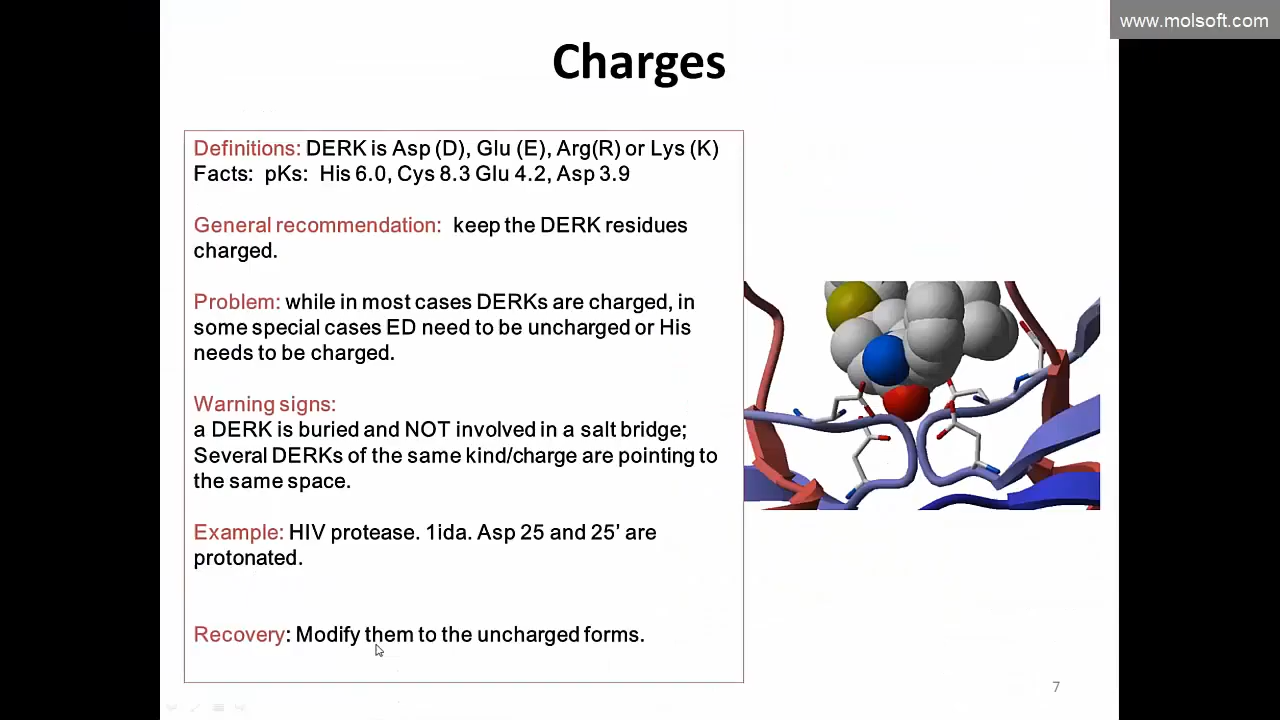 www.molsoft.com
Charges
Definitions: DERK is Asp (D), Glu (E), Arg(R) or Lys (K)
Facts: pKs: His 6.0, Cys 8.3 Glu 4.2, Asp 3.9
General recommendation: keep the DERK residues
charged.
Problem: while in most cases DERKs are charged, in
some special cases ED need to be uncharged or His
needs to be charged.
Warning signs:
a DERK is buried and NOT involved in a salt bridge;
Several DERKs of the same kind/charge are pointing to
the same space.
Example: HIV protease. 1ida. Asp 25 and 25' are
protonated.
Recovery: Modify them to the uncharged forms.
7